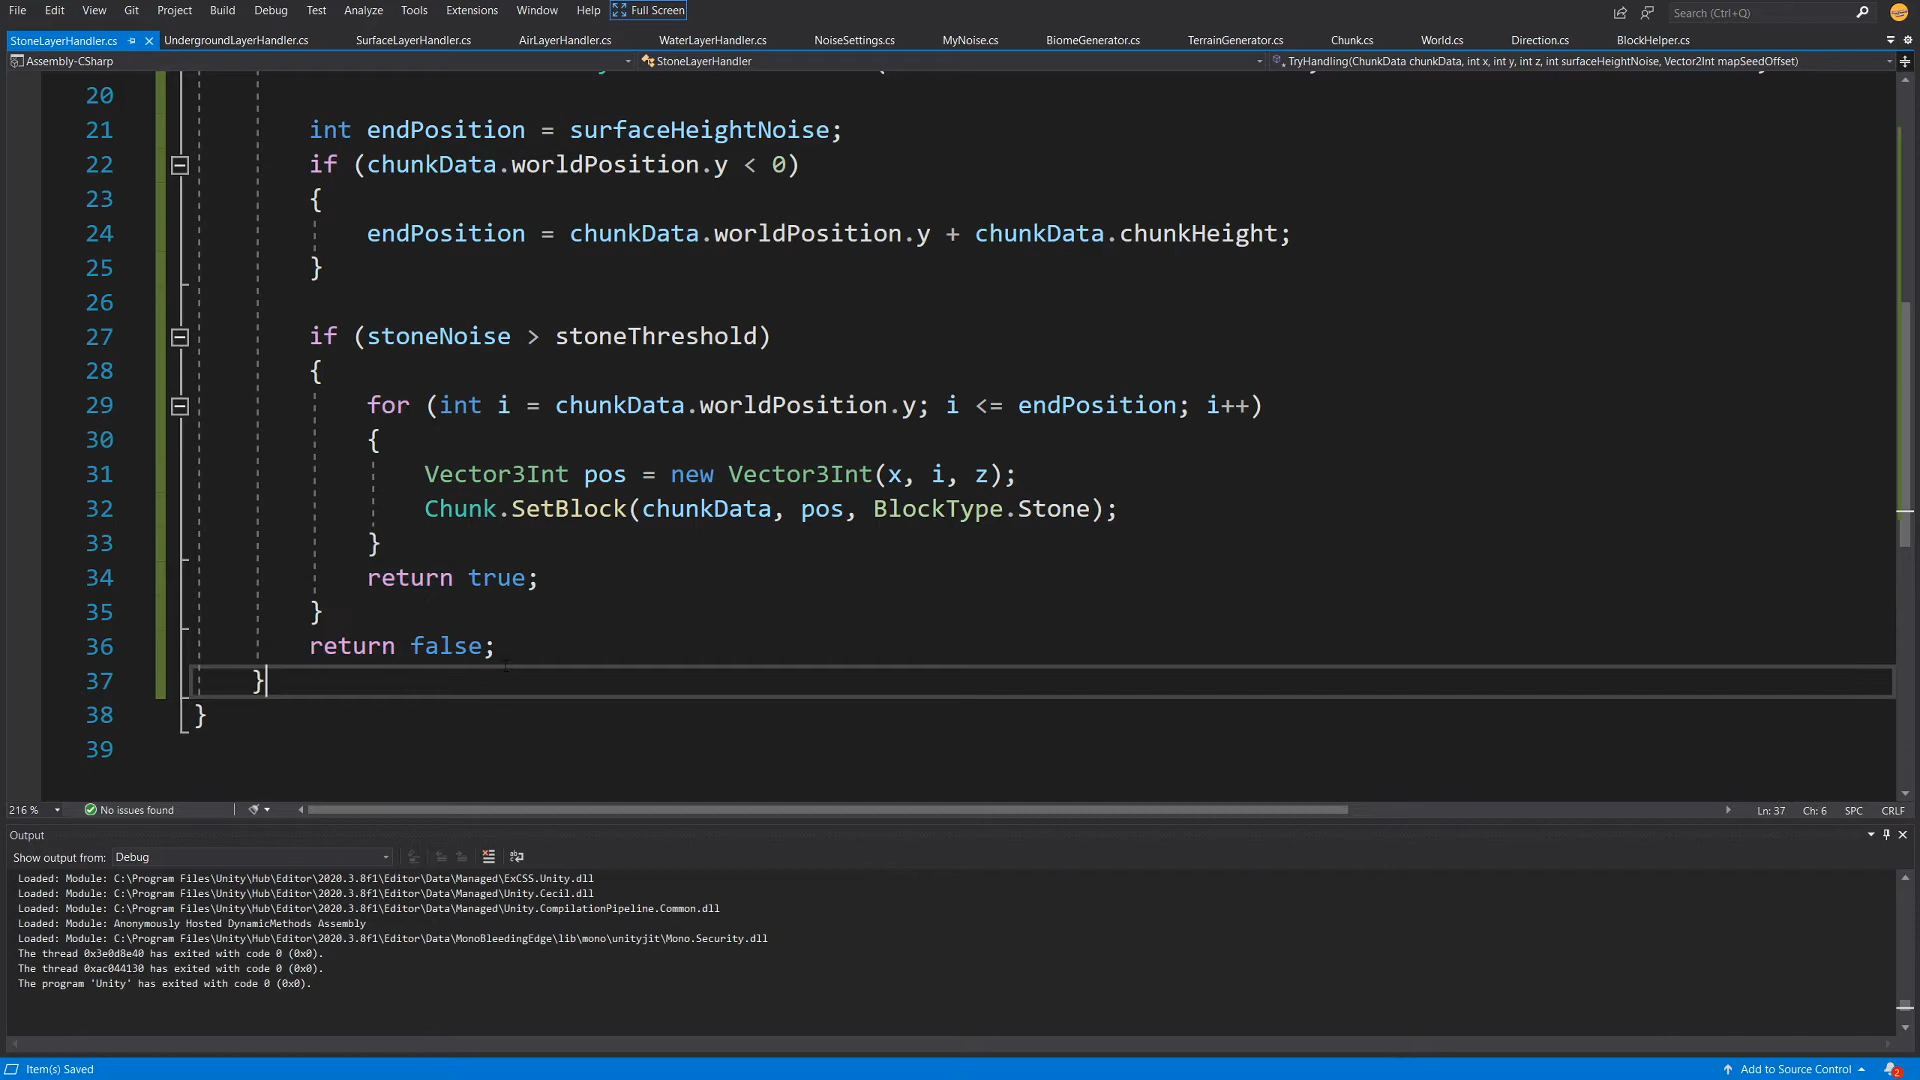 File Edit View Git Project Build Debug Test Analyze Tools Extensions Window Help Full Screen Search (Ctrl+Q)
StoneLayerHandler.cs UndergroundLayerHandler.cs SurfaceLayerHandler.cs AirLayerHandler.cs WaterLayerHandler.cs NoiseSettings.cs MyNoise.cs BiomeGenerator.cs TerrainGenerator.cs Chunk.cs World.cs Direction.cs BlockHelper.cs
Assembly-CSharp StoneLayerHandler TryHandling(ChunkData chunkData, int x, int y, int z, int surfaceHeightNoise, Vector2Int mapSeedOffset)
20
21 int endPosition = surfaceHeightNoise;
22 if (chunkData.worldPosition.y < 0)
23 {
24 endPosition = chunkData.worldPosition.y + chunkData.chunkHeight;
25 }
26
27 if (stoneNoise > stoneThreshold)
28 {
29 for (int i = chunkData.worldPosition.y; i <= endPosition; i++)
30 {
31 Vector3Int pos = new Vector3Int(x, i, z);
32 Chunk.SetBlock(chunkData, pos, BlockType.Stone);
33 }
34 return true;
35 }
36 return false;
37 }
38 }
39
216 % No issues found Ln: 37 Ch: 6 SPC CRLF
Output
Show output from: Debug
Loaded: Module: C:\Program Files\Unity\Hub\Editor\2020.3.8f1\Editor\Data\Managed\ExCSS.Unity.dll
Loaded: Module: C:\Program Files\Unity\Hub\Editor\2020.3.8f1\Editor\Data\Managed\Unity.Cecil.dll
Loaded: Module: C:\Program Files\Unity\Hub\Editor\2020.3.8f1\Editor\Data\Managed\Unity.CompilationPipeline.Common.dll
Loaded: Module: Anonymously Hosted DynamicMethods Assembly
Loaded: Module: C:\Program Files\Unity\Hub\Editor\2020.3.8f1\Editor\Data\MonoBleedingEdge\lib\mono\unityjit\Mono.Security.dll
The thread 0x3e0d8e40 has exited with code 0 (0x0).
The thread 0xac044130 has exited with code 0 (0x0).
The program 'Unity' has exited with code 0 (0x0).
Item(s) Saved Add to Source Control 2